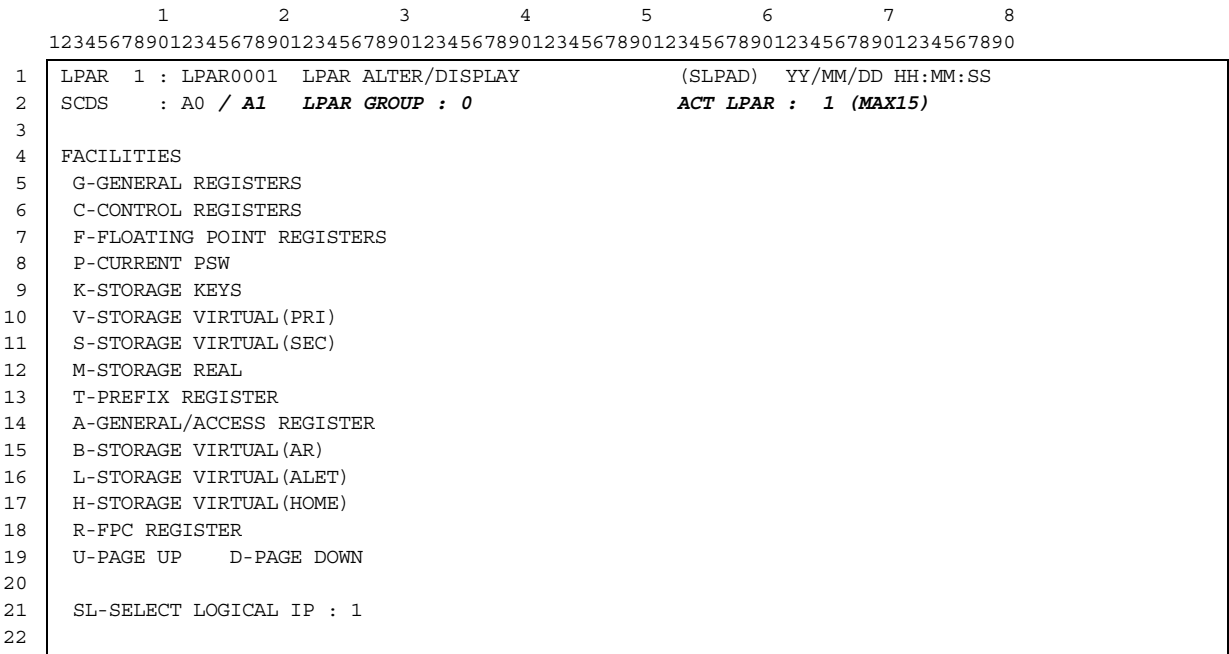 1 2 3 4 5 6 7 8
12345678901234567890123456789012345678901234567890123456789012345678901234567890
1 LPAR 1 : LPAR0001 LPAR ALTER/DISPLAY (SLPAD) YY/MM/DD HH:MM:SS
2 SCDS : A0 / A1 LPAR GROUP : 0 ACT LPAR : 1 (MAX15)
3
4 FACILITIES
5 G-GENERAL REGISTERS
6 C-CONTROL REGISTERS
7 F-FLOATING POINT REGISTERS
8 P-CURRENT PSW
9 K-STORAGE KEYS
10 V-STORAGE VIRTUAL(PRI)
11 S-STORAGE VIRTUAL(SEC)
12 M-STORAGE REAL
13 T-PREFIX REGISTER
14 A-GENERAL/ACCESS REGISTER
15 B-STORAGE VIRTUAL(AR)
16 L-STORAGE VIRTUAL(ALET)
17 H-STORAGE VIRTUAL(HOME)
18 R-FPC REGISTER
19 U-PAGE UP D-PAGE DOWN
20
21 SL-SELECT LOGICAL IP : 1
22